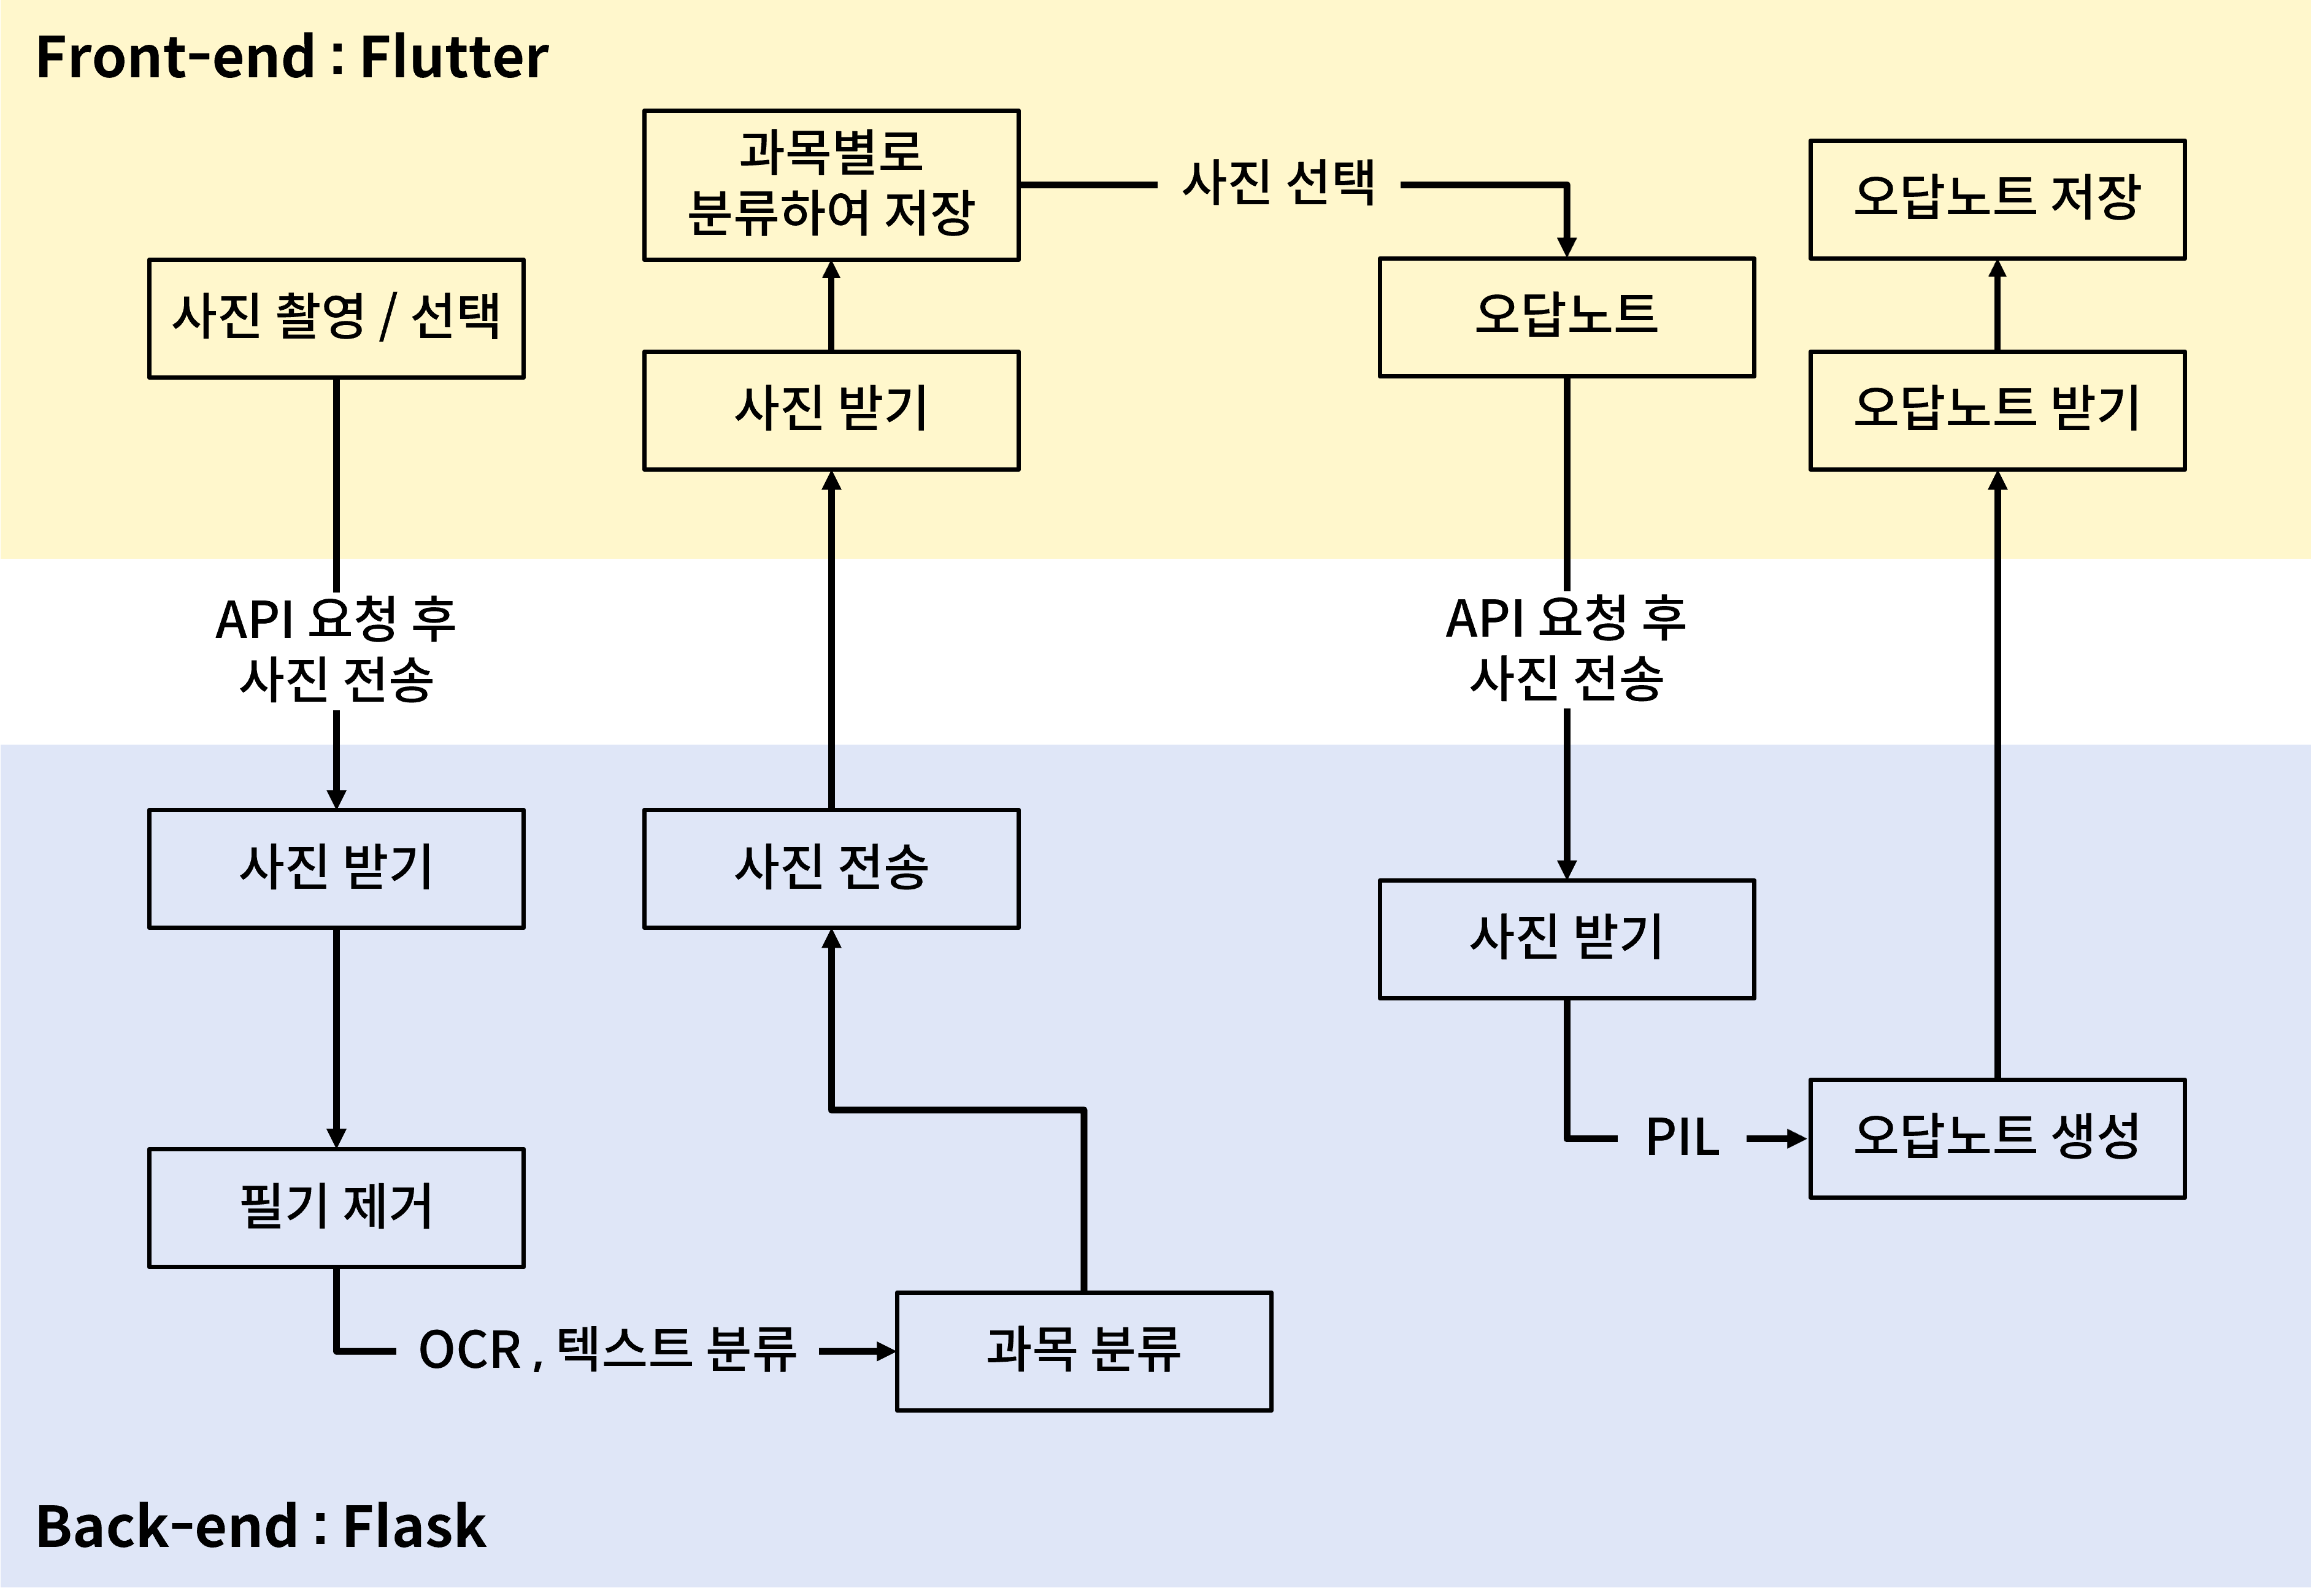 Front-end : Flutter
과목별로
분류하여 저장
사진 선택
오답노트 저장
사진 촬영 / 선택
오답노트
사진 받기
오답노트 받기
API 요청 후
사진 전송
API 요청 후
사진 전송
사진 받기
사진 전송
사진 받기
필기 제거
PIL
오답노트 생성
OCR , 텍스트 분류
과목 분류
Back-end : Flask